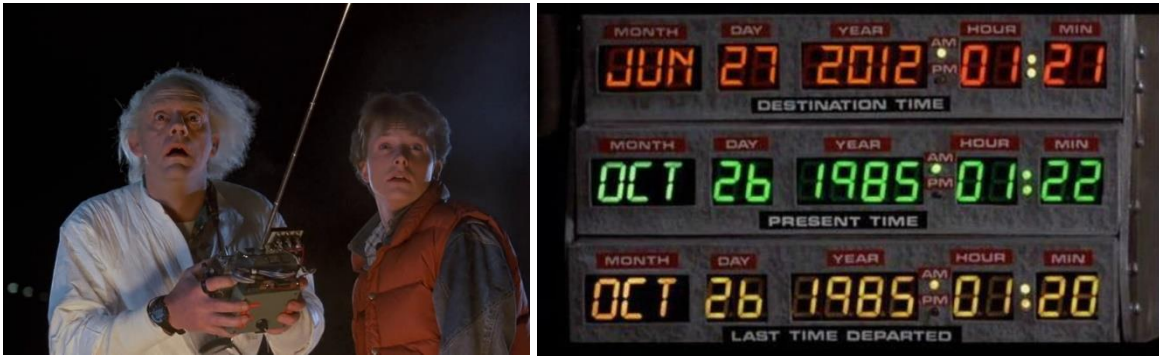 MONTH DAY YEAR HOUR MIN
JUN 27 2012 AM PM 01:21
DESTINATION TIME
MONTH DAY YEAR HOUR MIN
OCT 26 1985 AM PM 01:22
PRESENT TIME
MONTH DAY YEAR HOUR MIN
OCT 26 1985 AM PM 01:20
LAST TIME DEPARTED